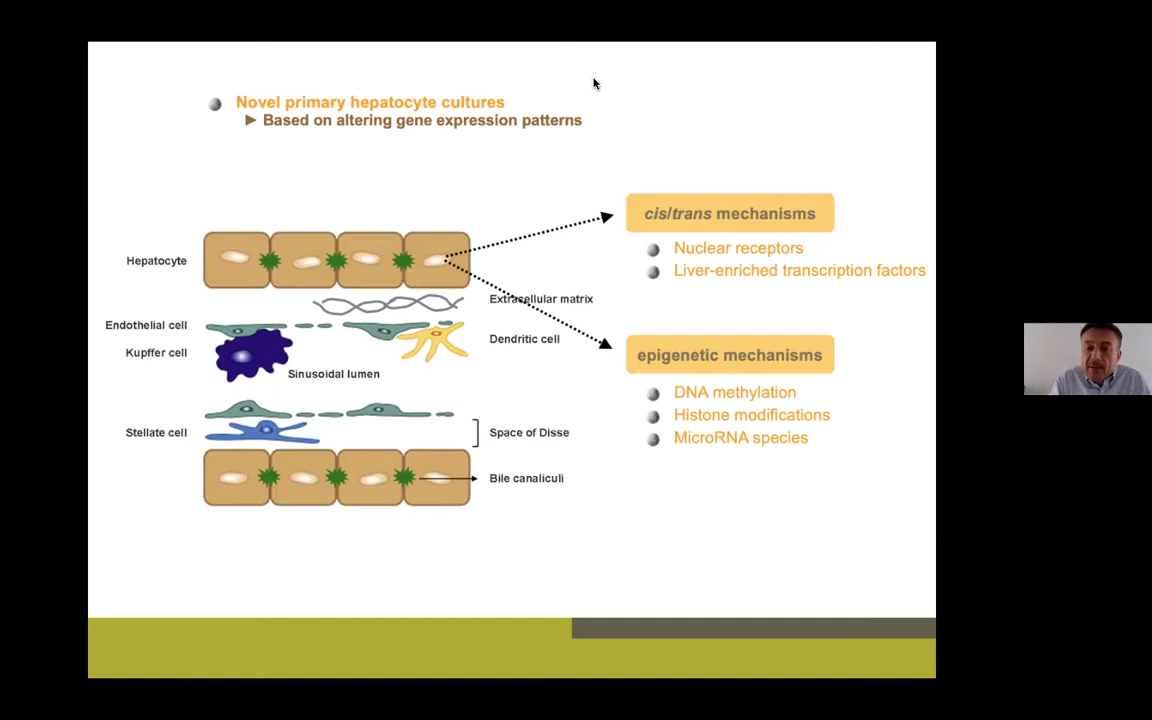 Novel primary hepatocyte cultures
Based on altering gene expression patterns
cis/trans mechanisms
Nuclear receptors
Liver-enriched transcription factors
Hepatocyte
Extracellular matrix
Endothelial cell
Dendritic cell
Kupffer cell
Sinusoidal lumen
epigenetic mechanisms
DNA methylation
Histone modifications
MicroRNA species
Stellate cell
Space of Disse
Bile canaliculi